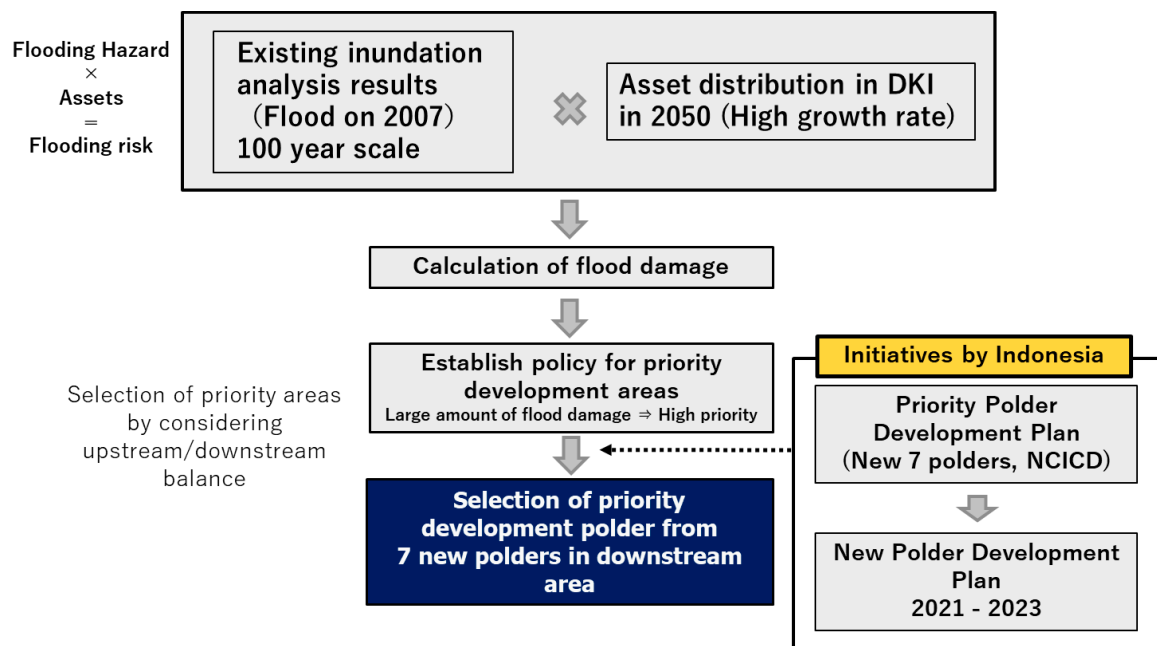 Flooding Hazard
×
Assets
=
Flooding risk
Existing inundation
analysis results
(Flood on 2007)
100 year scale
Asset distribution in DKI
in 2050 (High growth rate)
Calculation of flood damage
Establish policy for priority
development areas
Large amount of flood damage ⇒ High priority
Selection of priority areas
by considering
upstream/downstream
balance
Selection of priority
development polder from
7 new polders in downstream
area
Initiatives by Indonesia
Priority Polder
Development Plan
(New 7 polders, NCICD)
New Polder Development
Plan
2021 - 2023